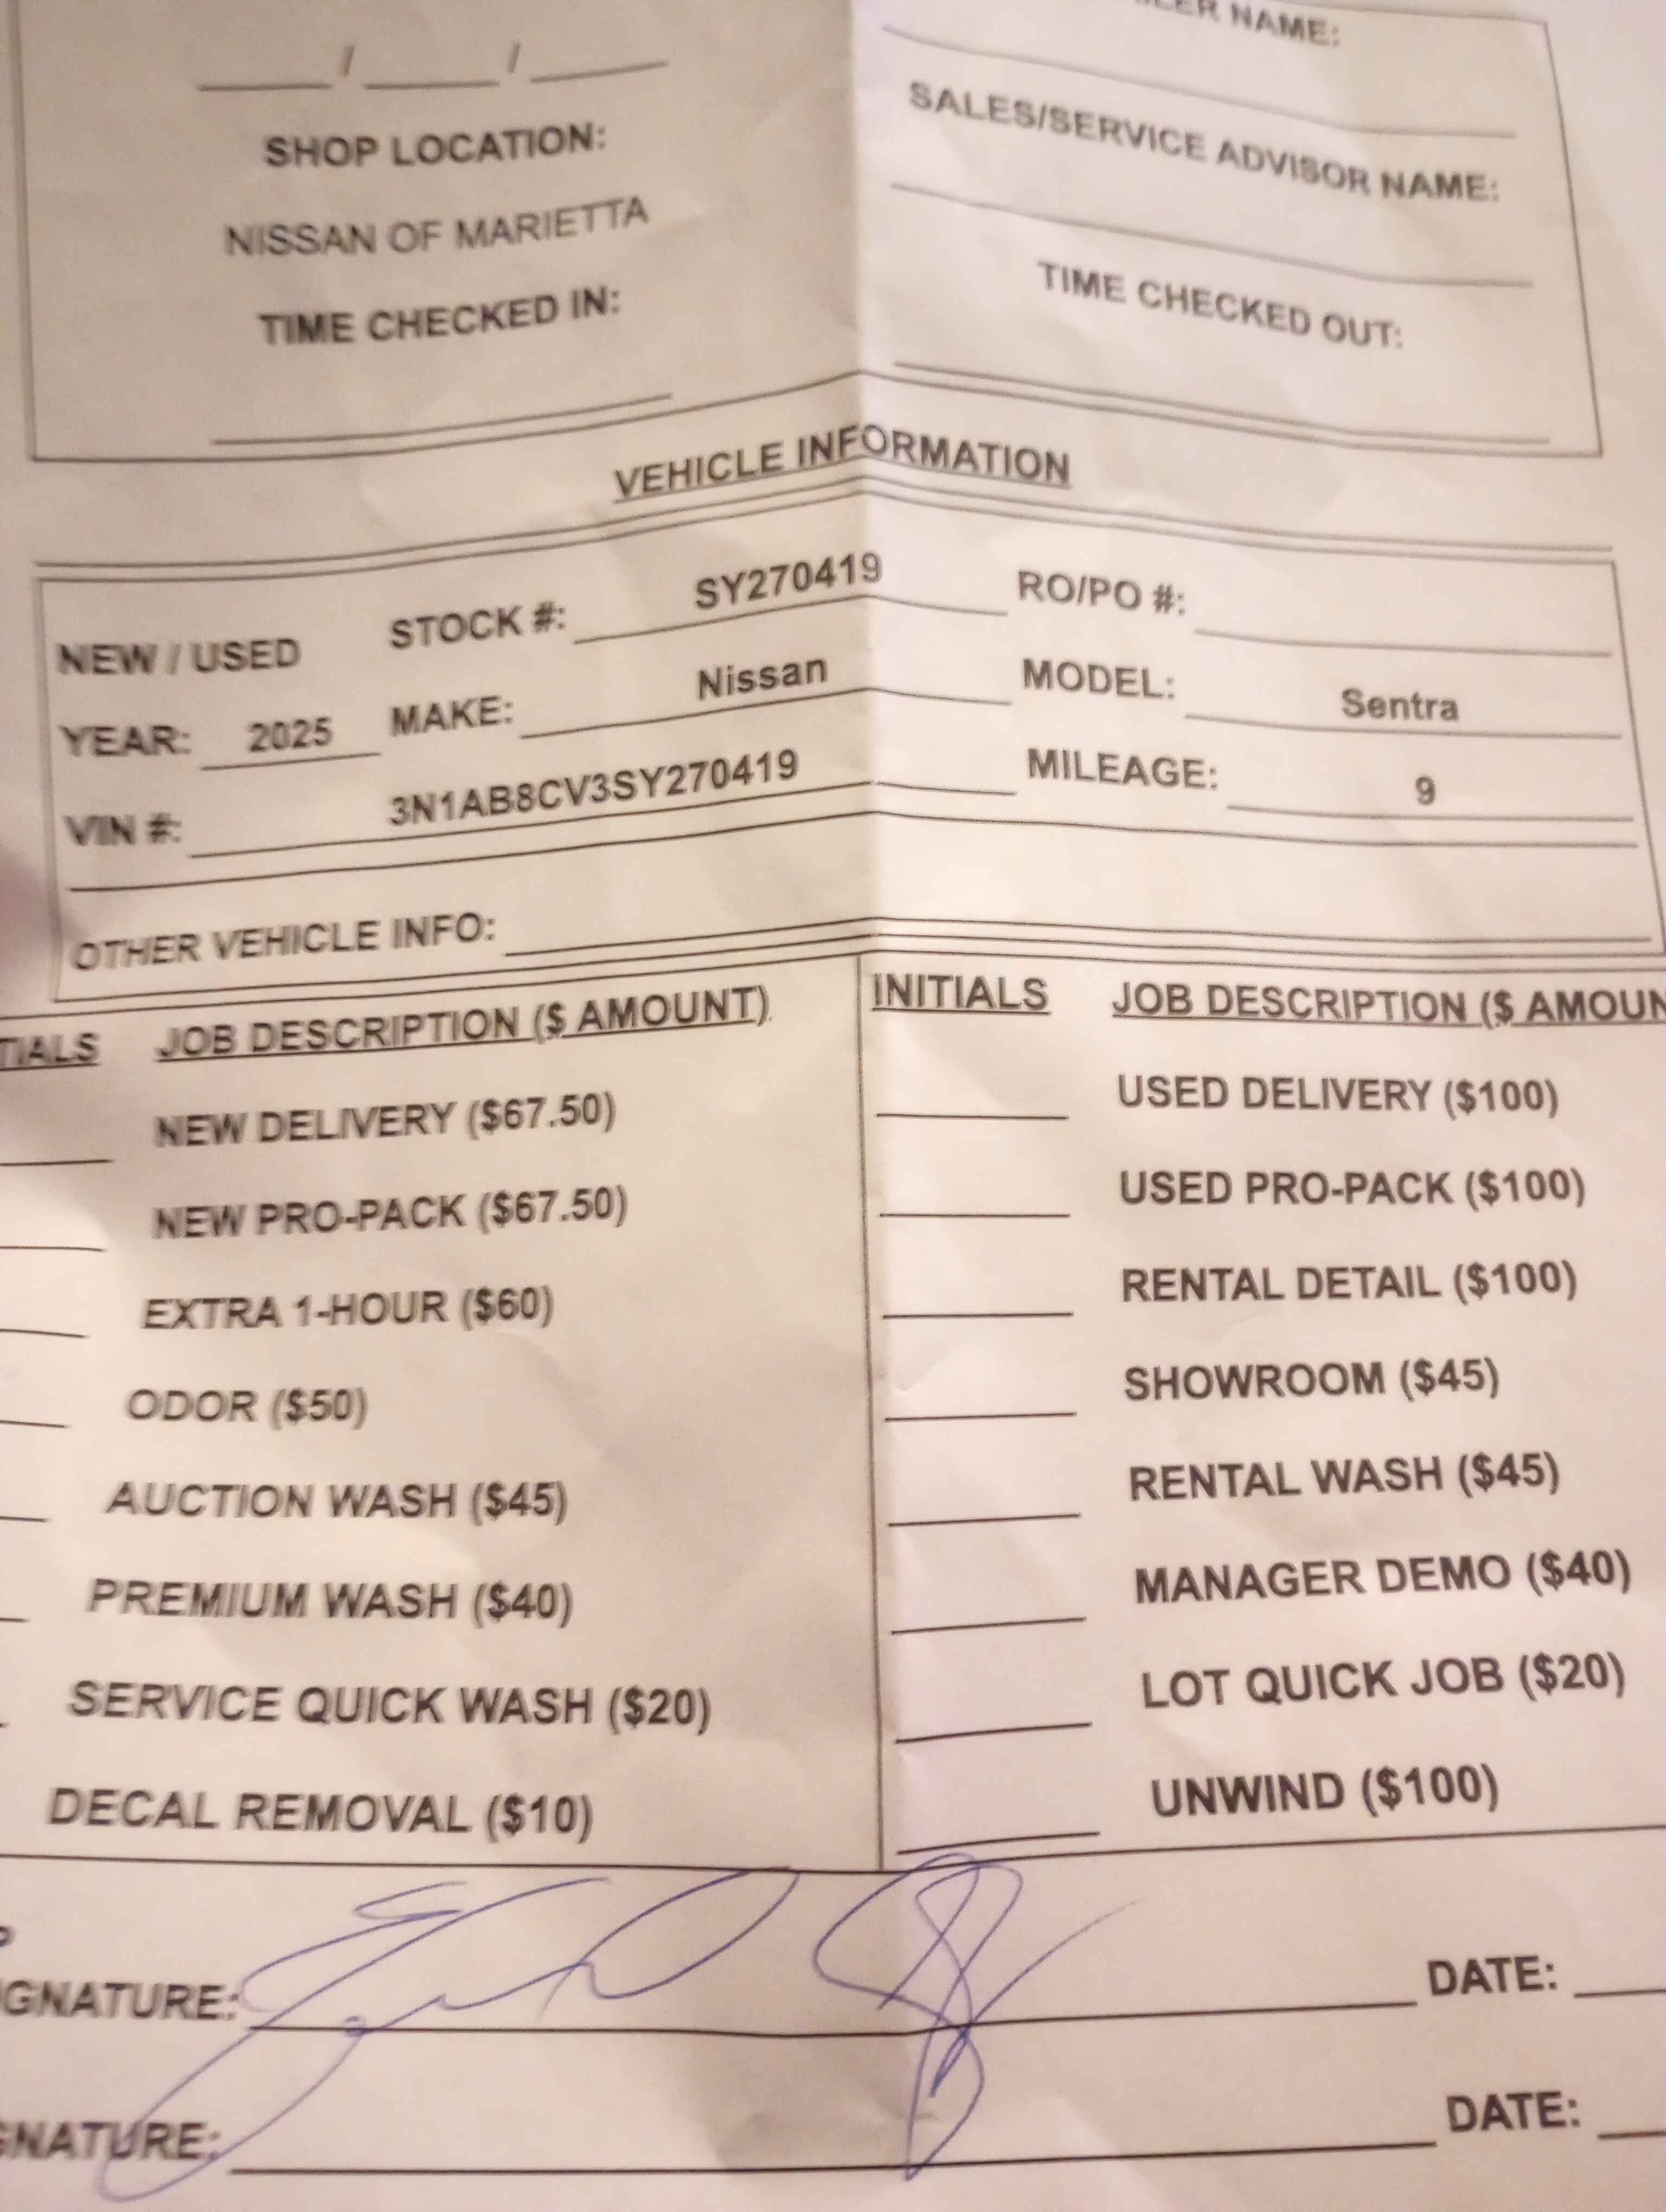 / /
NAME:
SHOP LOCATION:
SALES/SERVICE ADVISOR NAME:
NISSAN OF MARIETTA
TIME CHECKED IN:
TIME CHECKED OUT:
VEHICLE INFORMATION
NEW / USED STOCK #: SY270419 RO/PO #:
YEAR: 2025 MAKE: Nissan MODEL: Sentra
VIN #: 3N1AB8CV3SY270419 MILEAGE: 9
OTHER VEHICLE INFO:
TIALS JOB DESCRIPTION ($ AMOUNT) INITIALS JOB DESCRIPTION ($ AMOUN
NEW DELIVERY ($67.50) USED DELIVERY ($100)
NEW PRO-PACK ($67.50) USED PRO-PACK ($100)
EXTRA 1-HOUR ($60) RENTAL DETAIL ($100)
ODOR ($50) SHOWROOM ($45)
AUCTION WASH ($45) RENTAL WASH ($45)
PREMIUM WASH ($40) MANAGER DEMO ($40)
SERVICE QUICK WASH ($20) LOT QUICK JOB ($20)
DECAL REMOVAL ($10) UNWIND ($100)
GNATURE: DATE:
GNATURE: DATE: